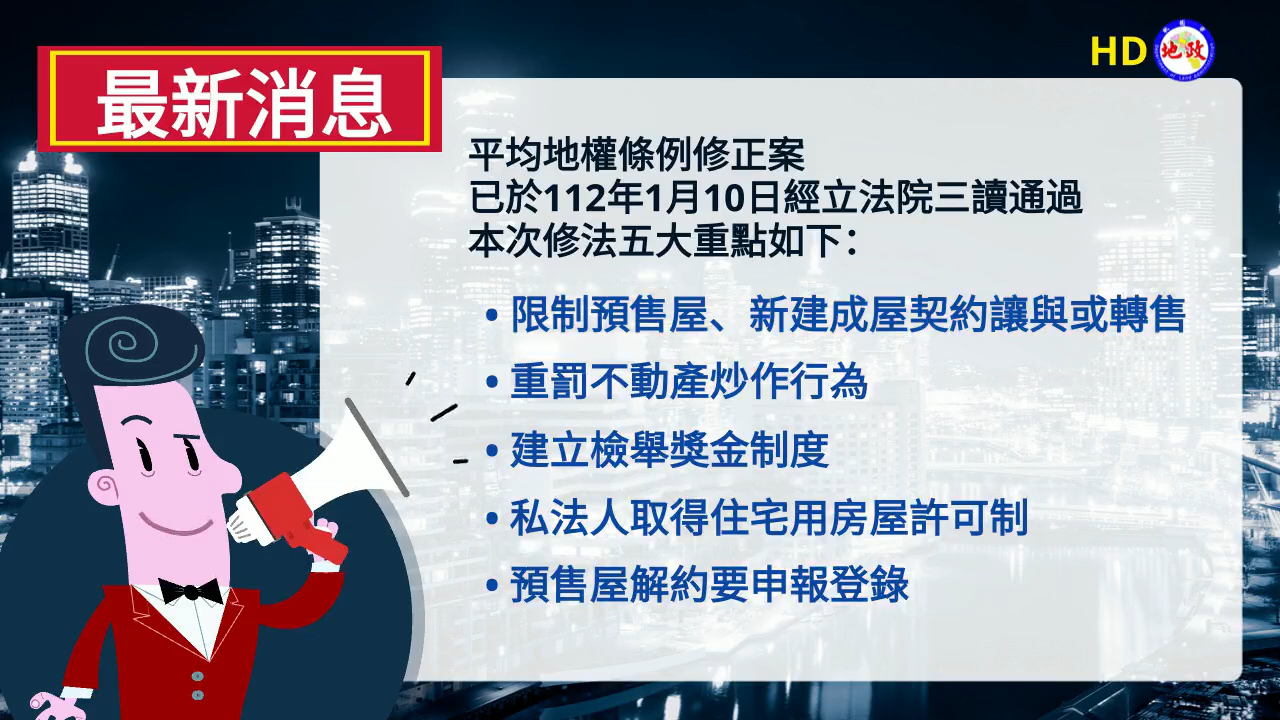 HD
地政
最新消息
平均地權條例修正案
已於112年1月10日經立法院三讀通過
本次修法五大重點如下：
• 限制預售屋、新建成屋契約讓與或轉售
• 重罰不動產炒作行為
• 建立檢舉獎金制度
• 私法人取得住宅用房屋許可制
• 預售屋解約要申報登錄